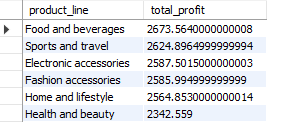 product_line total_profit
Food and beverages 2673.5640000000008
Sports and travel 2624.8964999999994
Electronic accessories 2587.5015000000003
Fashion accessories 2585.994999999999
Home and lifestyle 2564.8530000000014
Health and beauty 2342.559